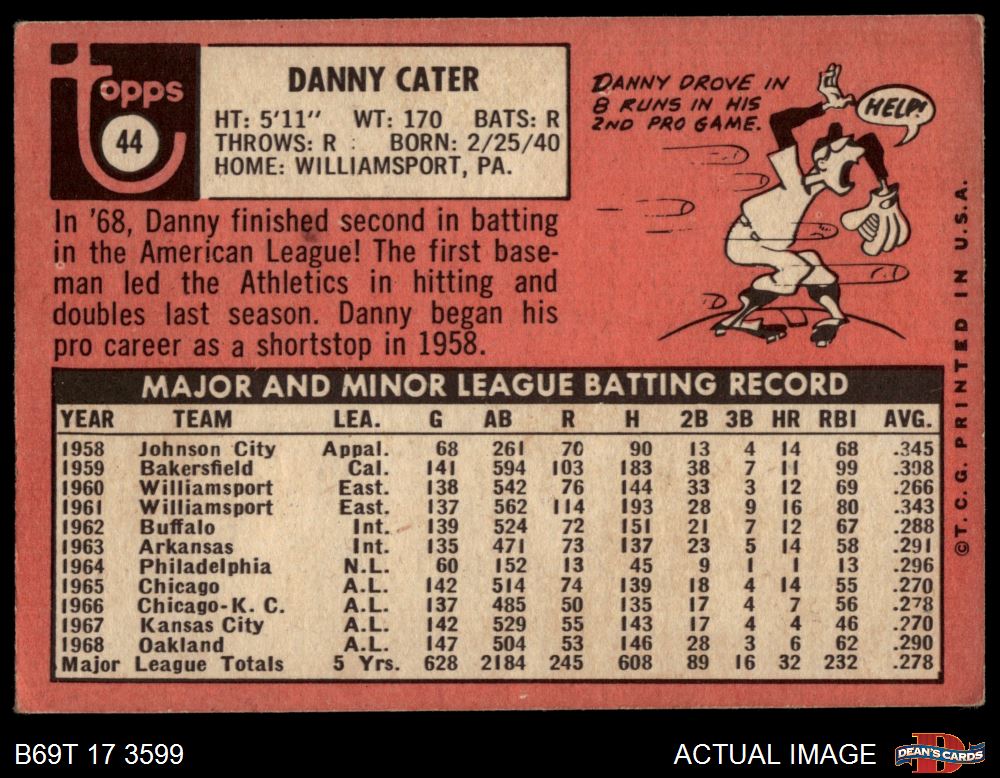 topps
44
DANNY CATER
HT: 5'11" WT: 170 BATS: R
THROWS: R BORN: 2/25/40
HOME: WILLIAMSPORT, PA.
DANNY DROVE IN
8 RUNS IN HIS
2ND PRO GAME.
HELP!
In '68, Danny finished second in batting
in the American League! The first base-
man led the Athletics in hitting and
doubles last season. Danny began his
pro career as a shortstop in 1958.
MAJOR AND MINOR LEAGUE BATTING RECORD
YEAR TEAM LEA. G AB R H 2B 3B HR RBI AVG.
1958 Johnson City Appal. 68 261 70 90 13 4 14 68 .345
1959 Bakersfield Cal. 141 594 103 183 38 7 11 99 .308
1960 Williamsport East. 138 542 76 144 33 3 12 69 .266
1961 Williamsport East. 137 562 114 193 28 9 16 80 .343
1962 Buffalo Int. 139 524 72 151 21 7 12 67 .288
1963 Arkansas Int. 135 471 73 137 23 5 14 58 .291
1964 Philadelphia N.L. 60 152 13 45 9 1 1 13 .296
1965 Chicago A.L. 142 514 74 139 18 4 14 55 .270
1966 Chicago-K. C. A.L. 137 485 50 135 17 4 7 56 .278
1967 Kansas City A.L. 142 529 55 143 17 4 4 46 .270
1968 Oakland A.L. 147 504 53 146 28 3 6 62 .290
Major League Totals 5 Yrs. 628 2184 245 608 89 16 32 232 .278
©T.C.G. PRINTED IN U.S.A.
B69T 17 3599
ACTUAL IMAGE
DEAN'S CARDS